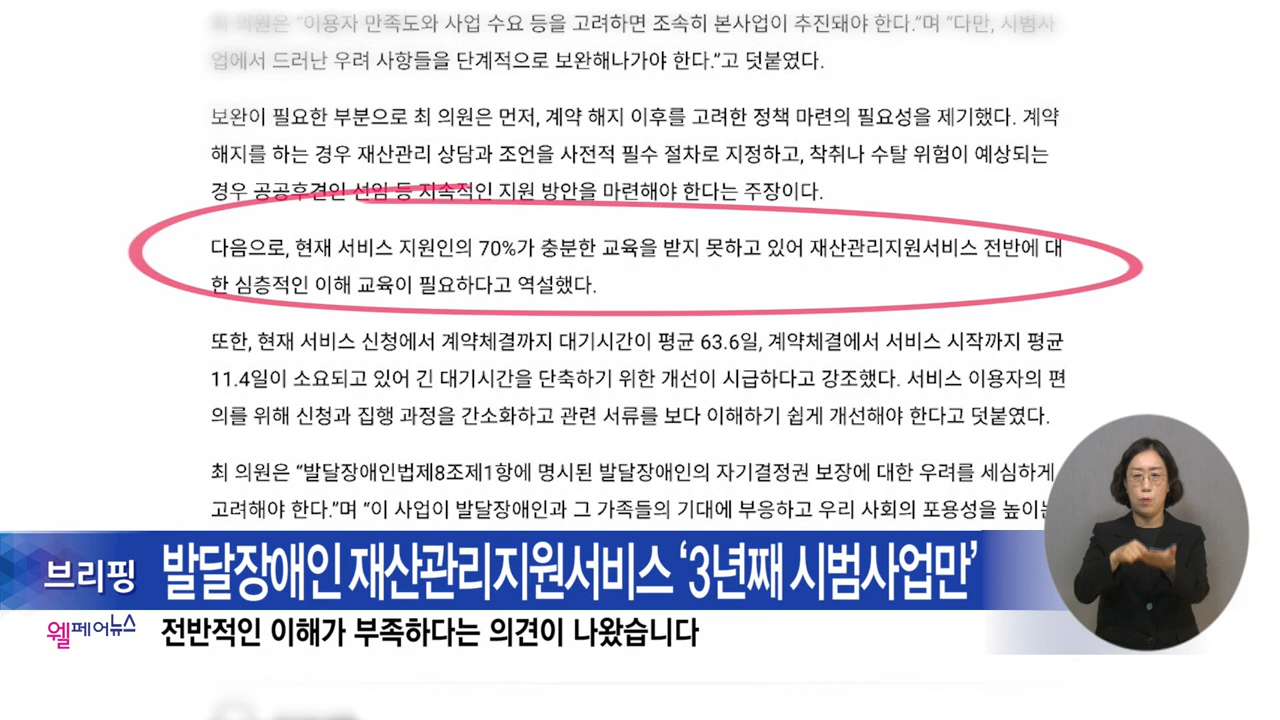 최 의원은 “이용자 만족도와 사업 수요 등을 고려하면 조속히 본사업이 추진돼야 한다.”며 “다만, 시범사
업에서 드러난 우려 사항들을 단계적으로 보완해나가야 한다.”고 덧붙였다.
보완이 필요한 부분으로 최 의원은 먼저, 계약 해지 이후를 고려한 정책 마련의 필요성을 제기했다. 계약
해지를 하는 경우 재산관리 상담과 조언을 사전적 필수 절차로 지정하고, 착취나 수탈 위험이 예상되는
경우 공공후견인 선임 등 지속적인 지원 방안을 마련해야 한다는 주장이다.
다음으로, 현재 서비스 지원인의 70%가 충분한 교육을 받지 못하고 있어 재산관리지원서비스 전반에 대
한 심층적인 이해 교육이 필요하다고 역설했다.
또한, 현재 서비스 신청에서 계약체결까지 대기시간이 평균 63.6일, 계약체결에서 서비스 시작까지 평균
11.4일이 소요되고 있어 긴 대기시간을 단축하기 위한 개선이 시급하다고 강조했다. 서비스 이용자의 편
의를 위해 신청과 집행 과정을 간소화하고 관련 서류를 보다 이해하기 쉽게 개선해야 한다고 덧붙였다.
최 의원은 “발달장애인법제8조제1항에 명시된 발달장애인의 자기결정권 보장에 대한 우려를 세심하게
고려해야 한다.”며 “이 사업이 발달장애인과 그 가족들의 기대에 부응하고 우리 사회의 포용성을 높이는
브리핑 발달장애인 재산관리지원서비스 ‘3년째 시범사업만’
웰페어뉴스 전반적인 이해가 부족하다는 의견이 나왔습니다